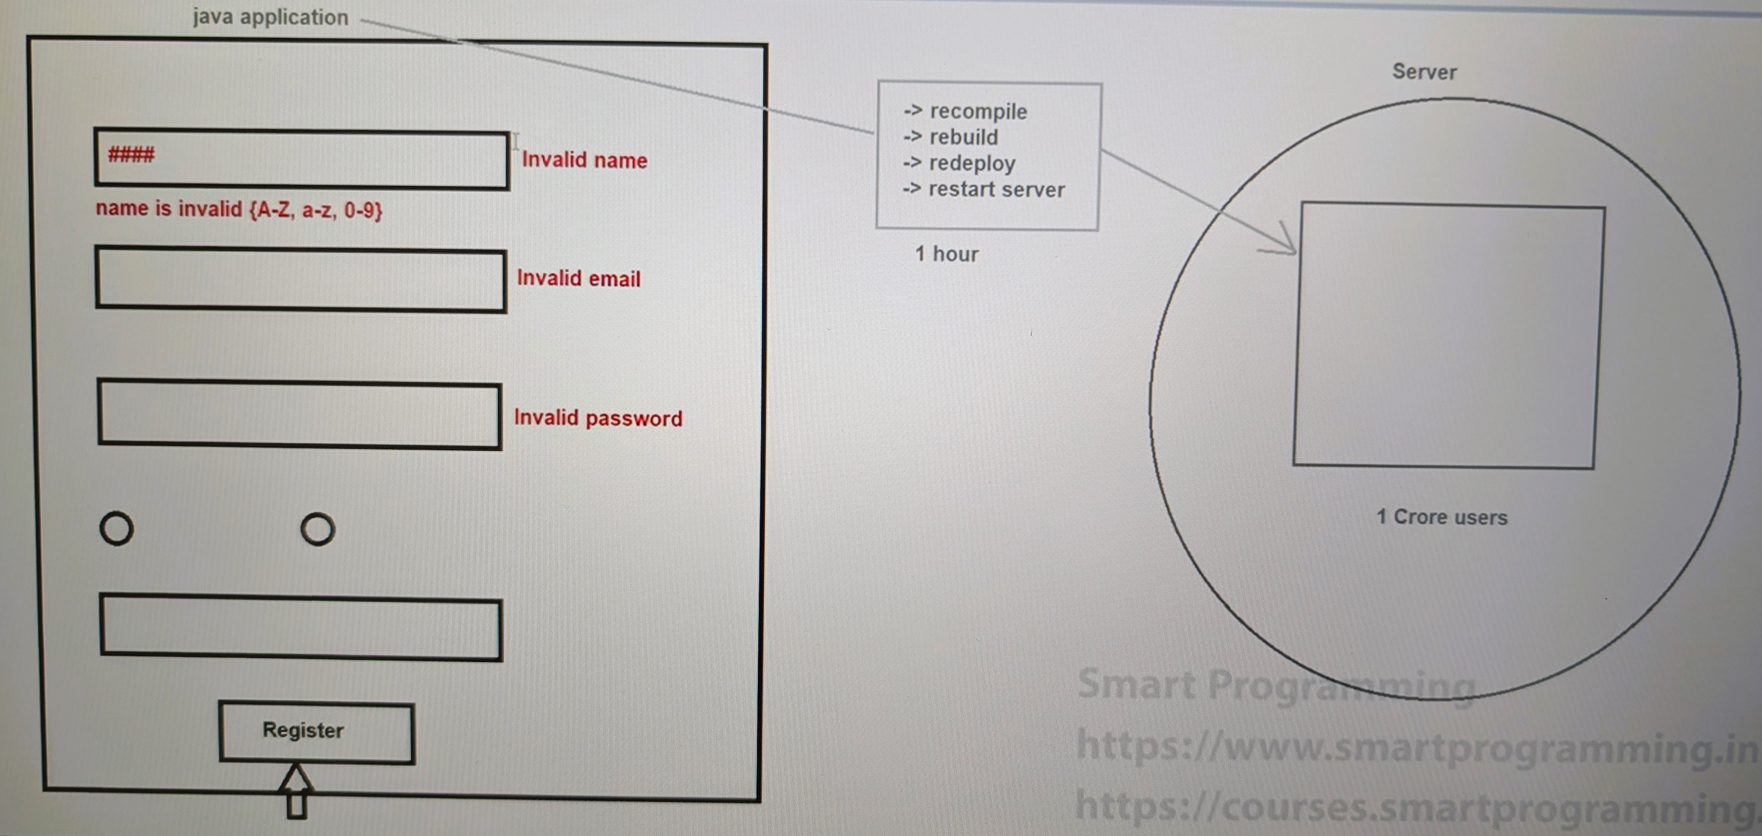 java application
####
Invalid name
name is invalid {A-Z, a-z, 0-9}
Invalid email
Invalid password
Register
-> recompile
-> rebuild
-> redeploy
-> restart server
1 hour
Server
1 Crore users
Smart Programming
https://www.smartprogramming.in
https://courses.smartprogramming